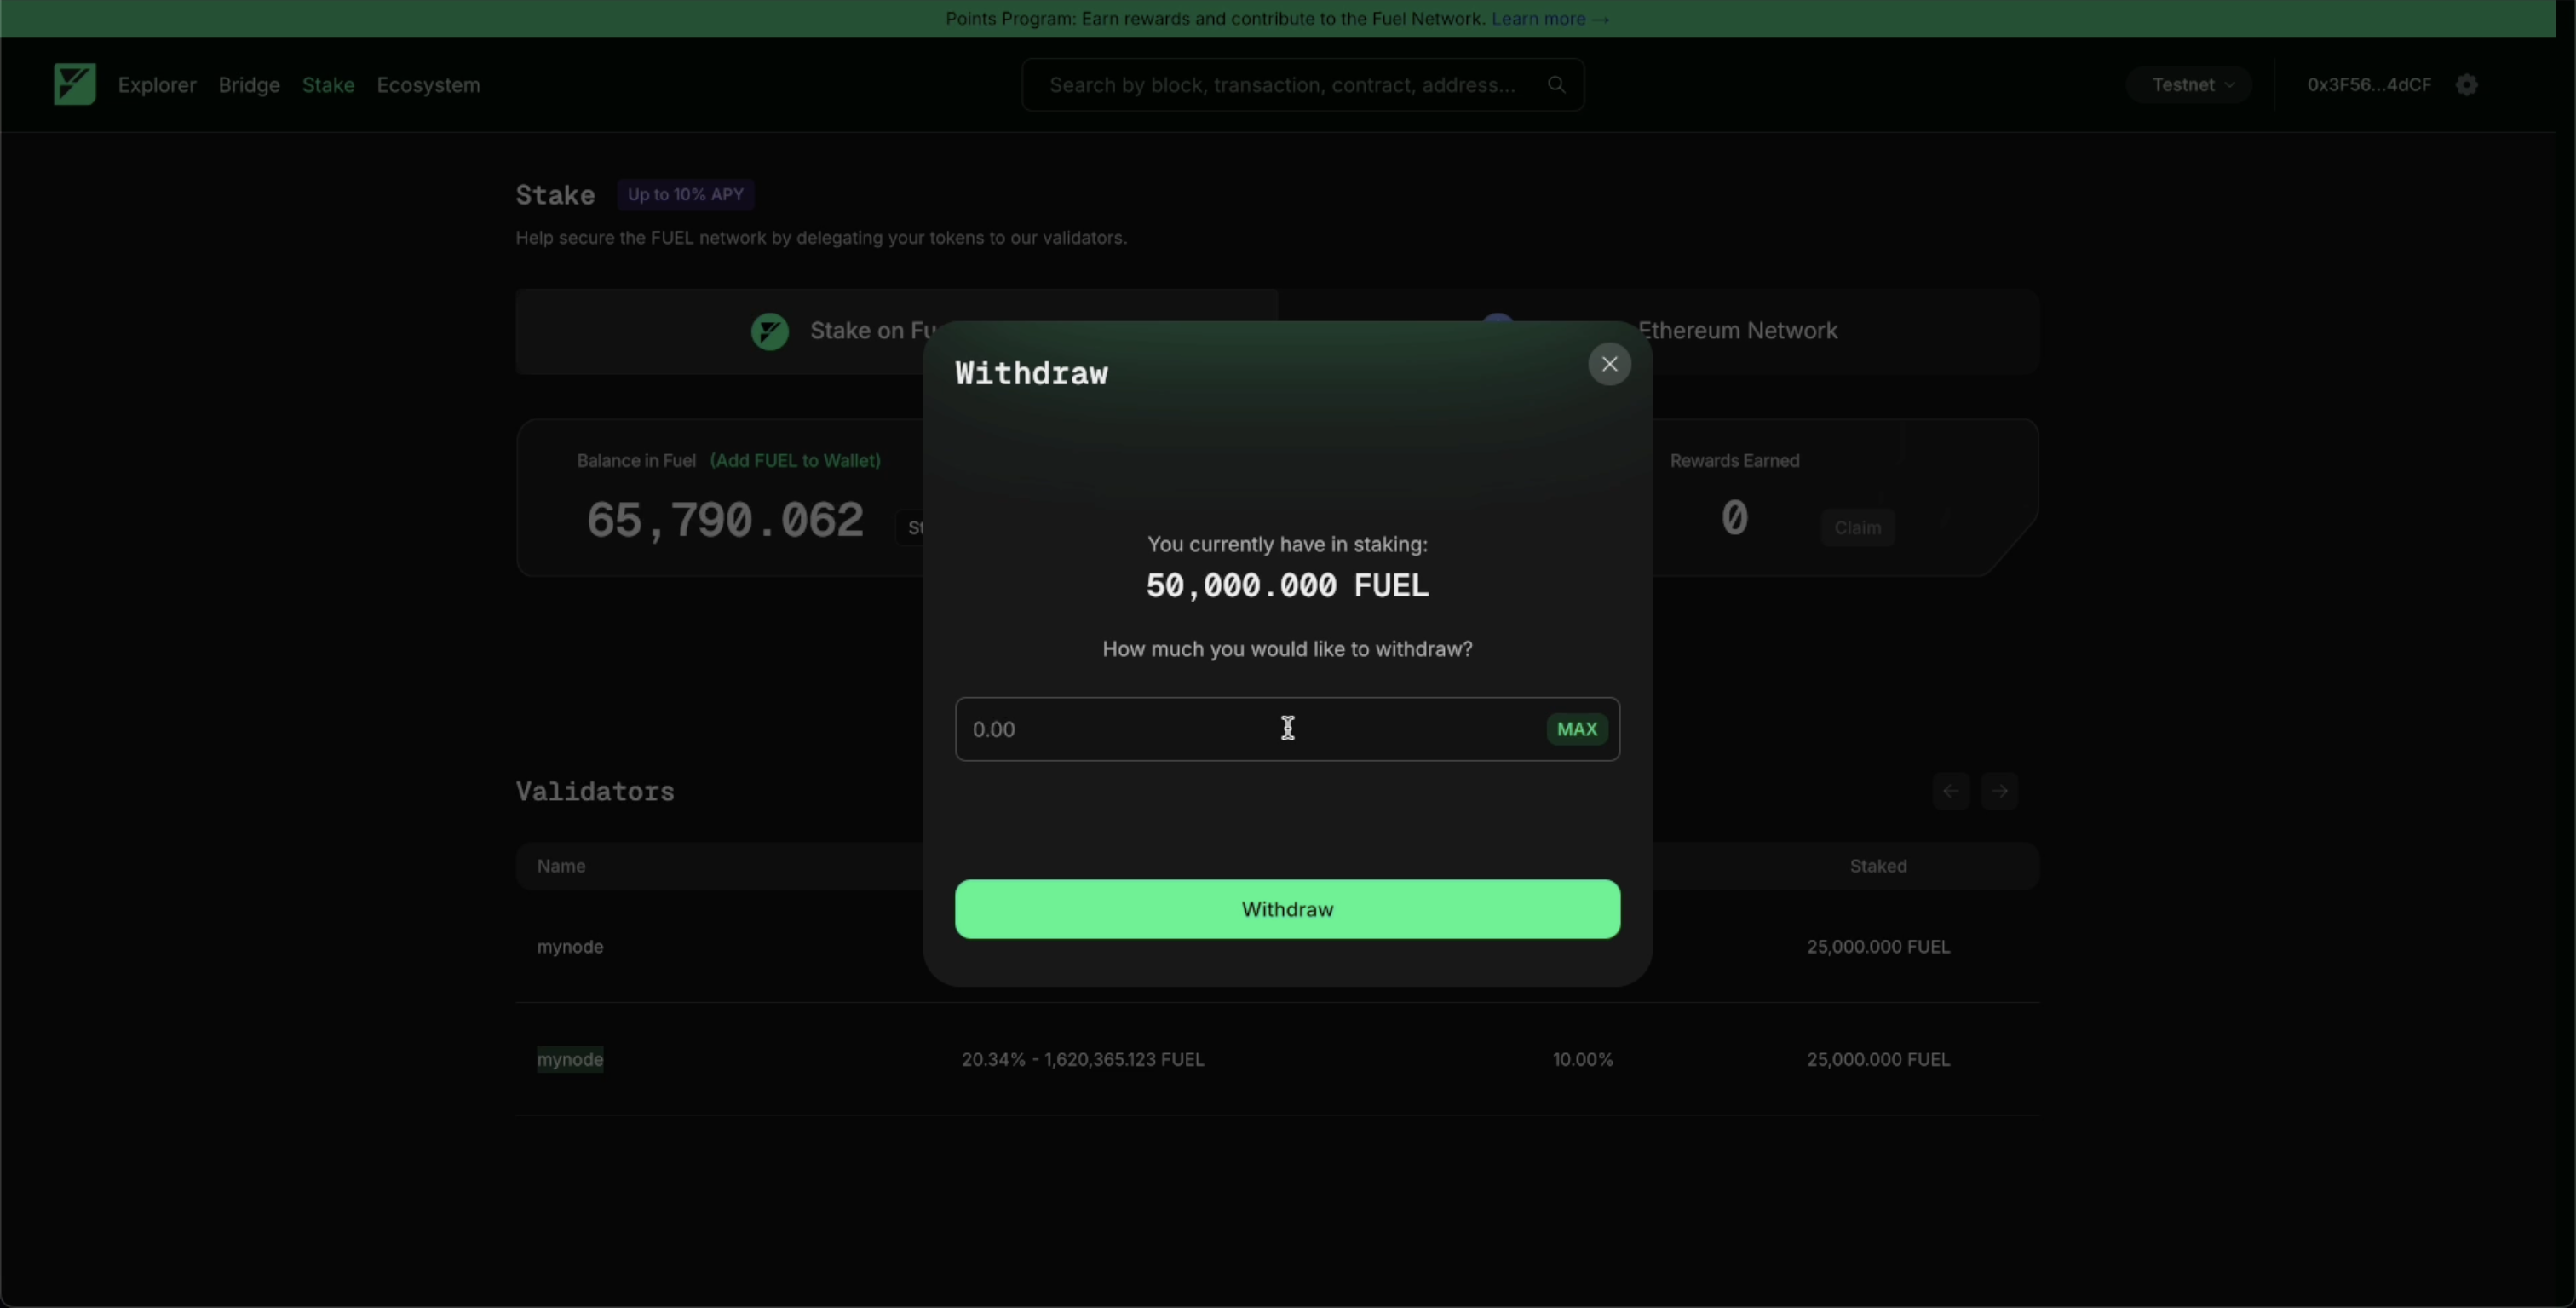 Points Program: Earn rewards and contribute to the Fuel Network. Learn more →
Explorer Bridge Stake Ecosystem
Search by block, transaction, contract, address...
Testnet
0x3F56...4dCF
Stake
Up to 10% APY
Help secure the FUEL network by delegating your tokens to our validators.
Stake on Fu
Ethereum Network
Withdraw
Balance in Fuel (Add FUEL to Wallet)
65,790.062
St
Rewards Earned
0
Claim
You currently have in staking:
50,000.000 FUEL
How much you would like to withdraw?
0.00
MAX
Withdraw
Validators
Name
Staked
mynode
25,000.000 FUEL
mynode
20.34% - 1,620,365.123 FUEL
10.00%
25,000.000 FUEL